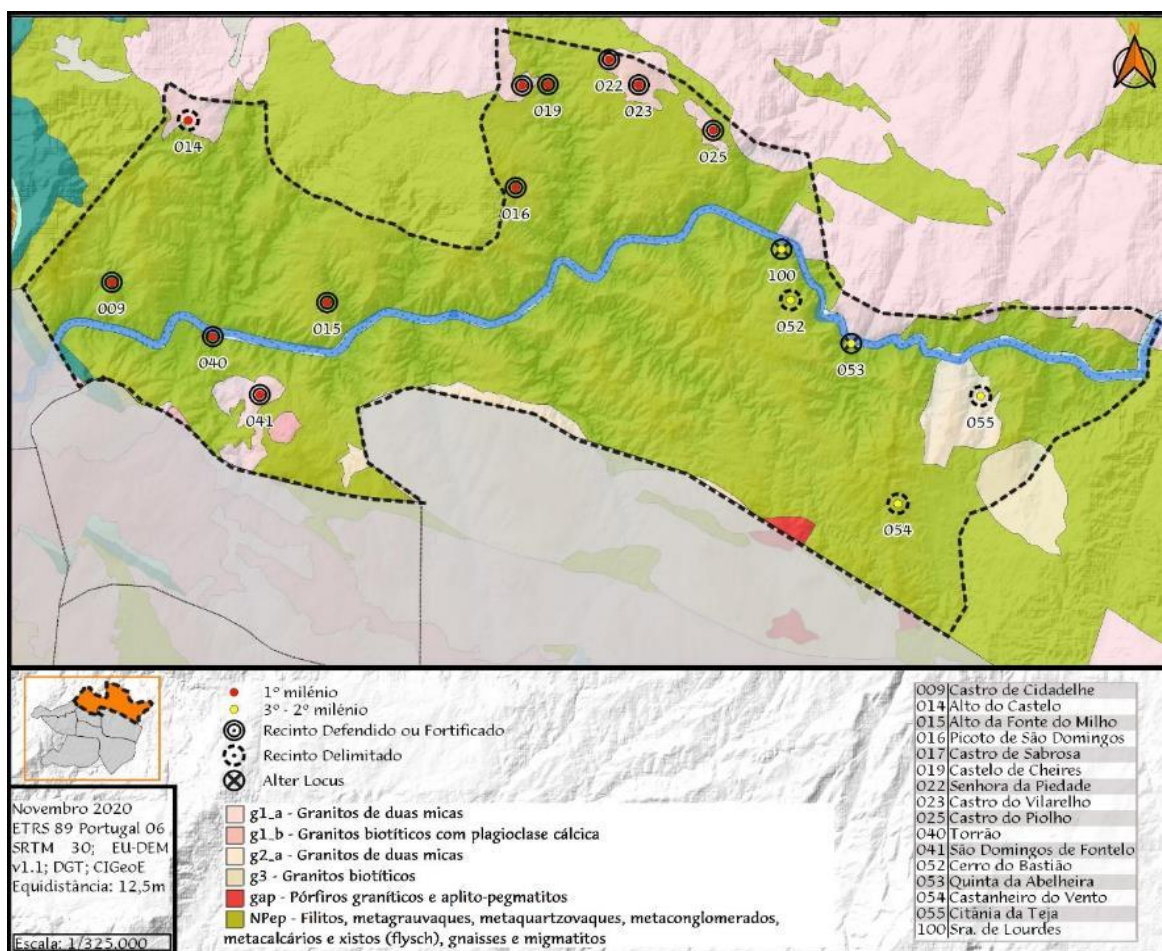 N
022
019
023
014
025
016
100
009
015
052
040
053
041
055
054
1º milénio
3º - 2º milénio
Recinto Defendido ou Fortificado
Recinto Delimitado
Alter Locus
g1_a - Granitos de duas micas
g1_b - Granitos biotíticos com plagioclase cálcica
g2_a - Granitos de duas micas
g3 - Granitos biotíticos
gap - Pórfiros graníticos e aplito-pegmatitos
NPep - Filitos, metagrauvaques, metaquartzovaques, metaconglomerados,
metacalcários e xistos (flysch), gnaisses e migmatitos
Novembro 2020
ETRS 89 Portugal 06
SRTM 30; EU-DEM
v1.1; DGT; CIGeoE
Equidistância: 12,5m
Escala: 1/325.000
009 Castro de Cidadelhe
014 Alto do Castelo
015 Alto da Fonte do Milho
016 Picoto de São Domingos
017 Castro de Sabrosa
019 Castelo de Cheires
022 Senhora da Piedade
023 Castro do Vilarelho
025 Castro do Piolho
040 Torrão
041 São Domingos de Fontelo
052 Cerro do Bastião
053 Quinta da Abelheira
054 Castanheiro do Vento
055 Citânia da Teja
100 Sra. de Lourdes